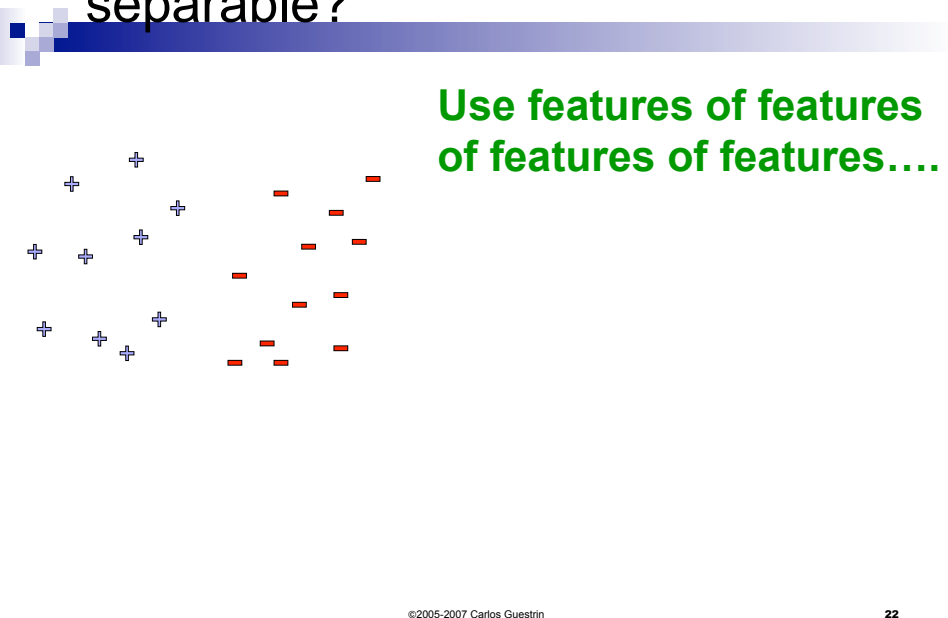 separable?
Use features of features
of features of features....
©2005-2007 Carlos Guestrin
22